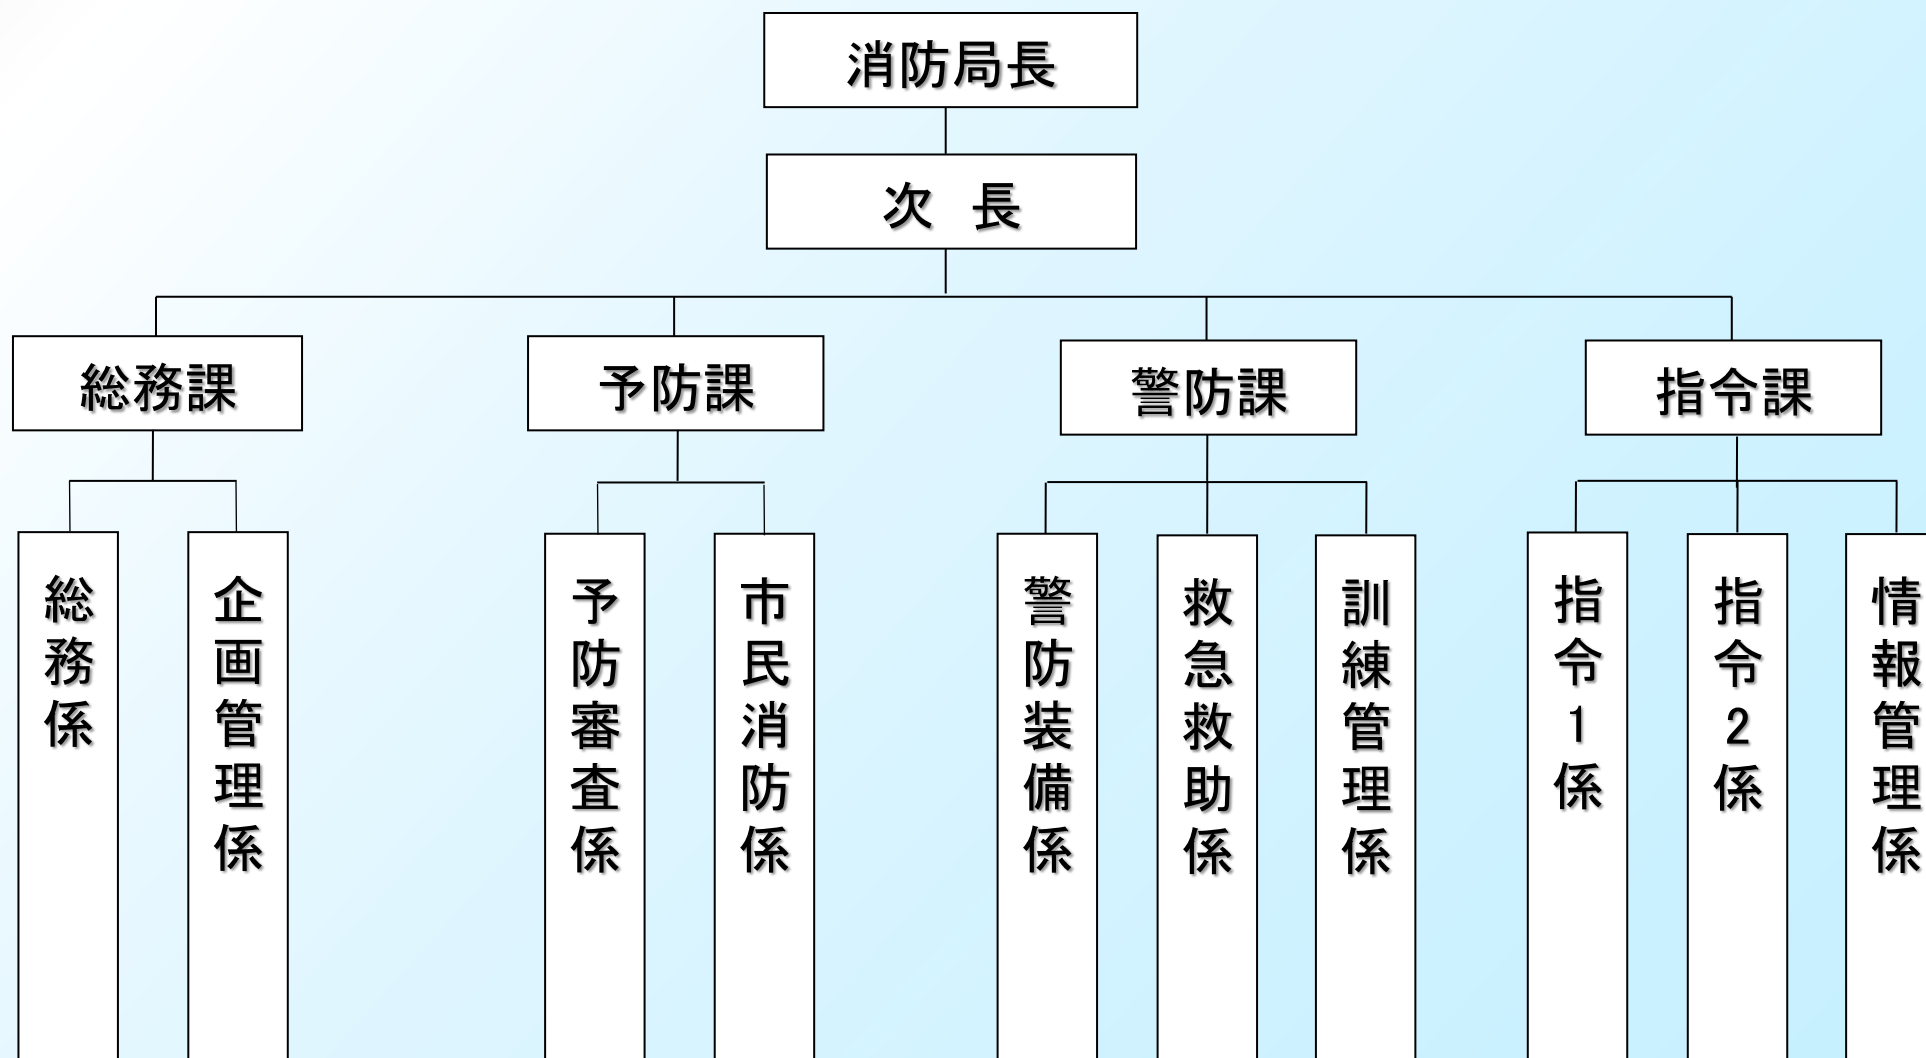 消防局長
次　長
総務課
予防課
警防課
指令課
総務係
企画管理係
予防審査係
市民消防係
警防装備係
救急救助係
訓練管理係
指令1係
指令2係
情報管理係